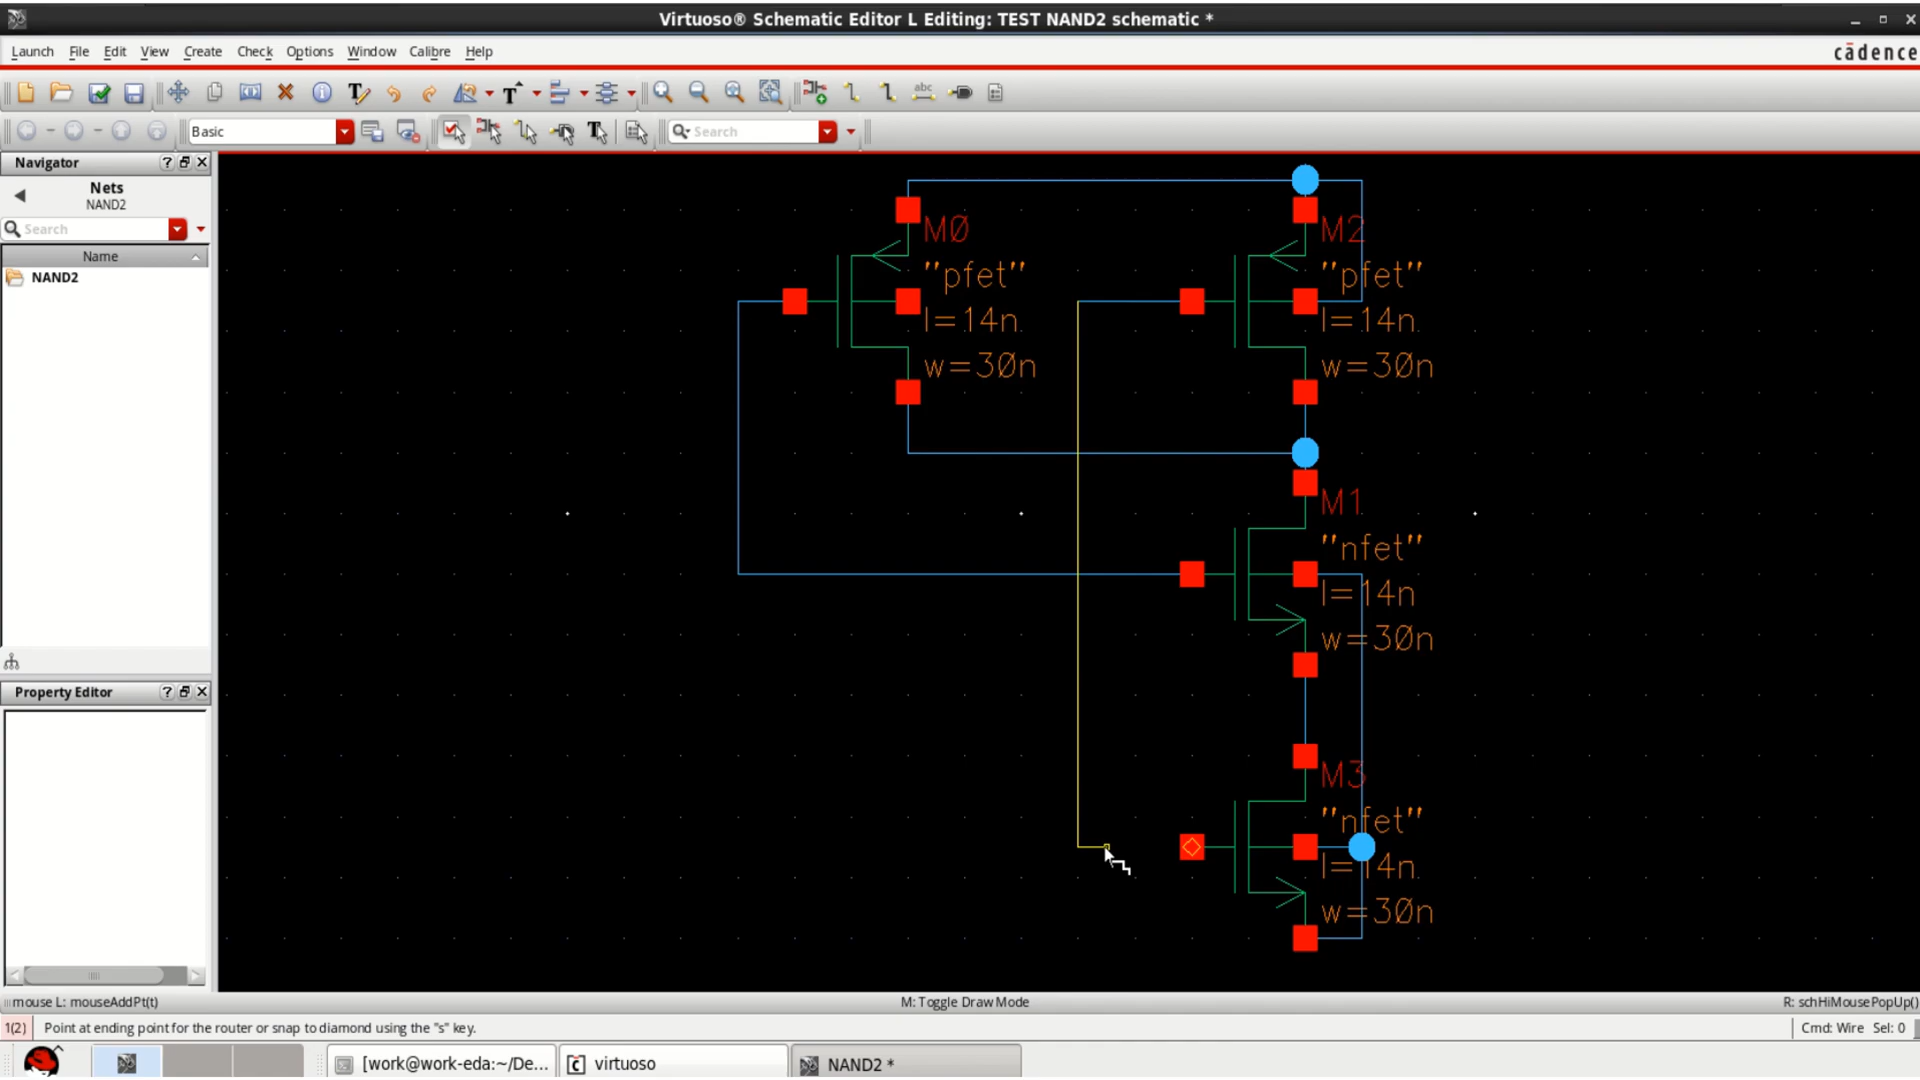 Virtuoso® Schematic Editor L Editing: TEST NAND2 schematic *
Launch File Edit View Create Check Options Window Calibre Help
cādence
abc
Basic
Search
Navigator
Nets
NAND2
Search
Name
NAND2
Property Editor
M0
"pfet"
l=14n
w=30n
M2
"pfet"
l=14n
w=30n
M1
"nfet"
l=14n
w=30n
M3
"nfet"
l=14n
w=30n
mouse L: mouseAddPt(t)
M: Toggle Draw Mode
R: schHiMousePopUp()
1(2)
Point at ending point for the router or snap to diamond using the "s" key.
Cmd: Wire Sel: 0
[work@work-eda:~/De...
virtuoso
NAND2 *